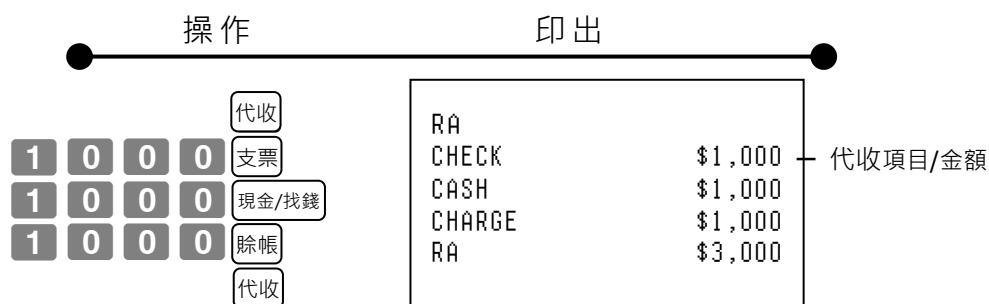 操作 印出
代收
1 0 0 0 支票
1 0 0 0 現金/找錢
1 0 0 0 賒帳
代收
RA
CHECK $1,000
CASH $1,000
CHARGE $1,000
RA $3,000
代收項目/金額